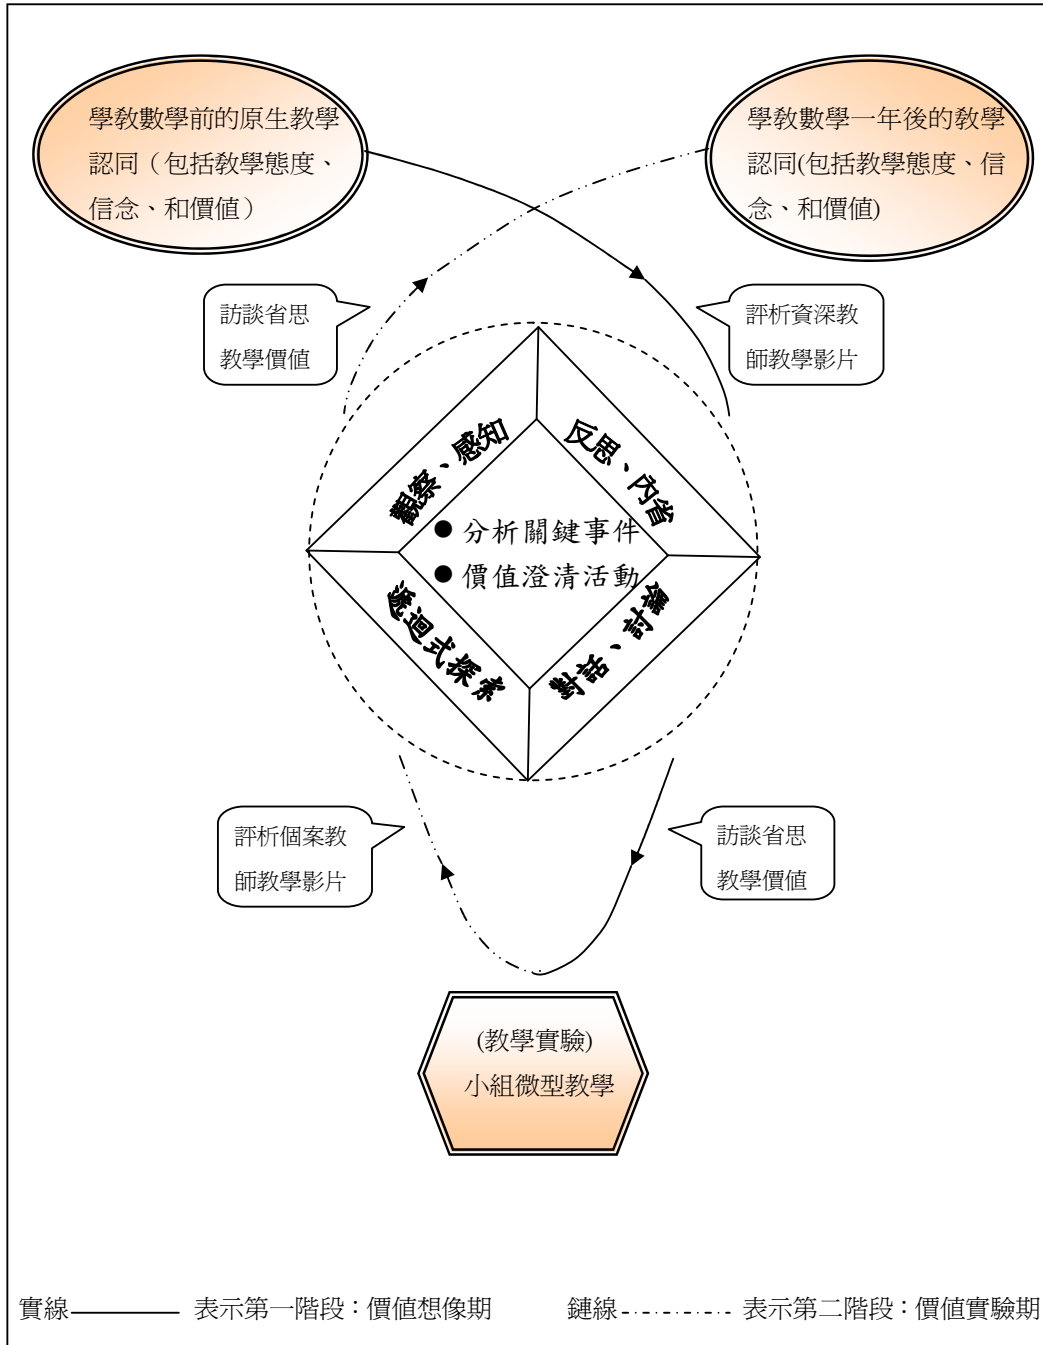 學教數學前的原生教學
認同（包括教學態度、
信念、和價值）
學教數學一年後的教學
認同(包括教學態度、信
念、和價值)
訪談省思
教學價值
評析資深教
師教學影片
觀察、感知
反思、內省
● 分析關鍵事件
● 價值澄清活動
遞迴式探索
對話、討論
評析個案教
師教學影片
訪談省思
教學價值
(教學實驗)
小組微型教學
實線 表示第一階段：價值想像期
鏈線 表示第二階段：價值實驗期